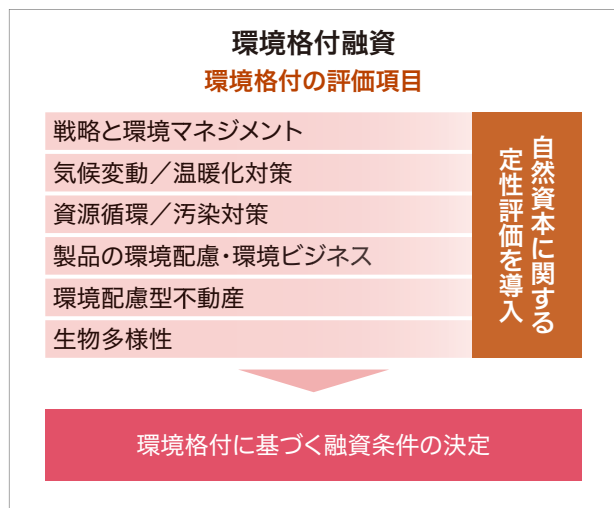 環境格付融資
環境格付の評価項目
戦略と環境マネジメント
気候変動／温暖化対策
資源循環／汚染対策
製品の環境配慮・環境ビジネス
環境配慮型不動産
生物多様性
自然資本に関する
定性評価を導入
環境格付に基づく融資条件の決定